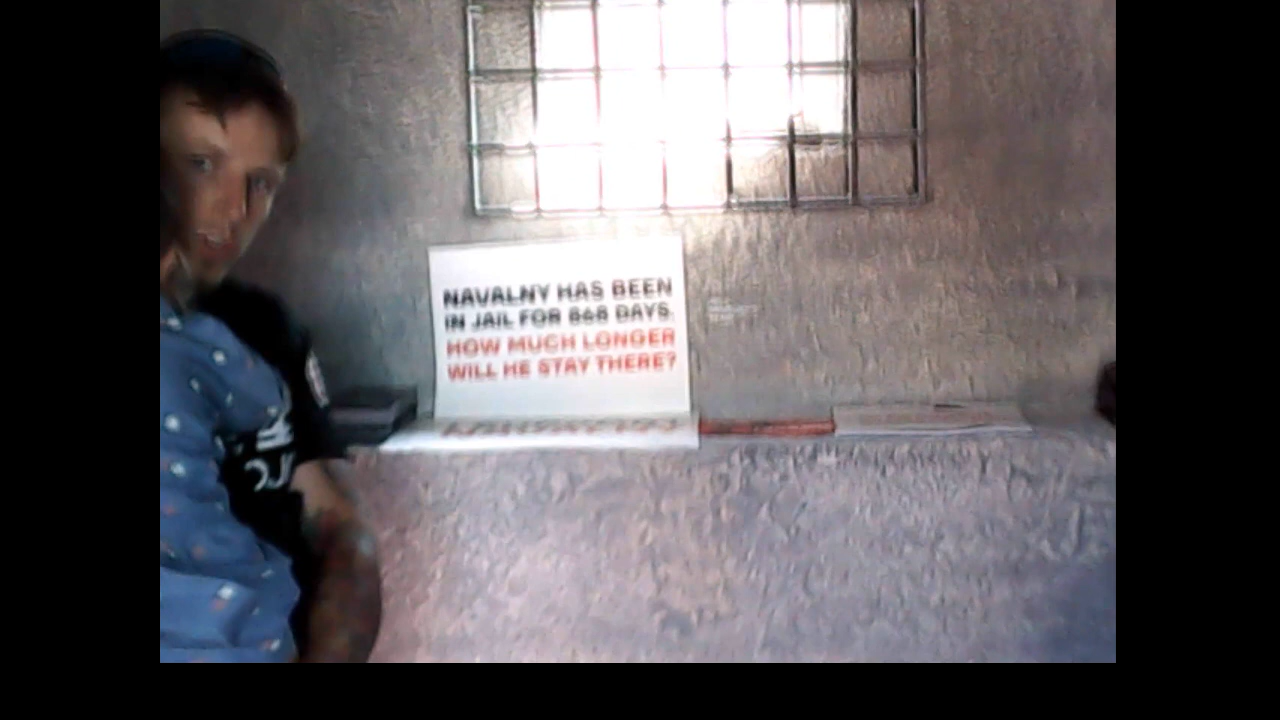 NAVALNY HAS BEEN
IN JAIL FOR 868 DAYS.
HOW MUCH LONGER
WILL HE STAY THERE?